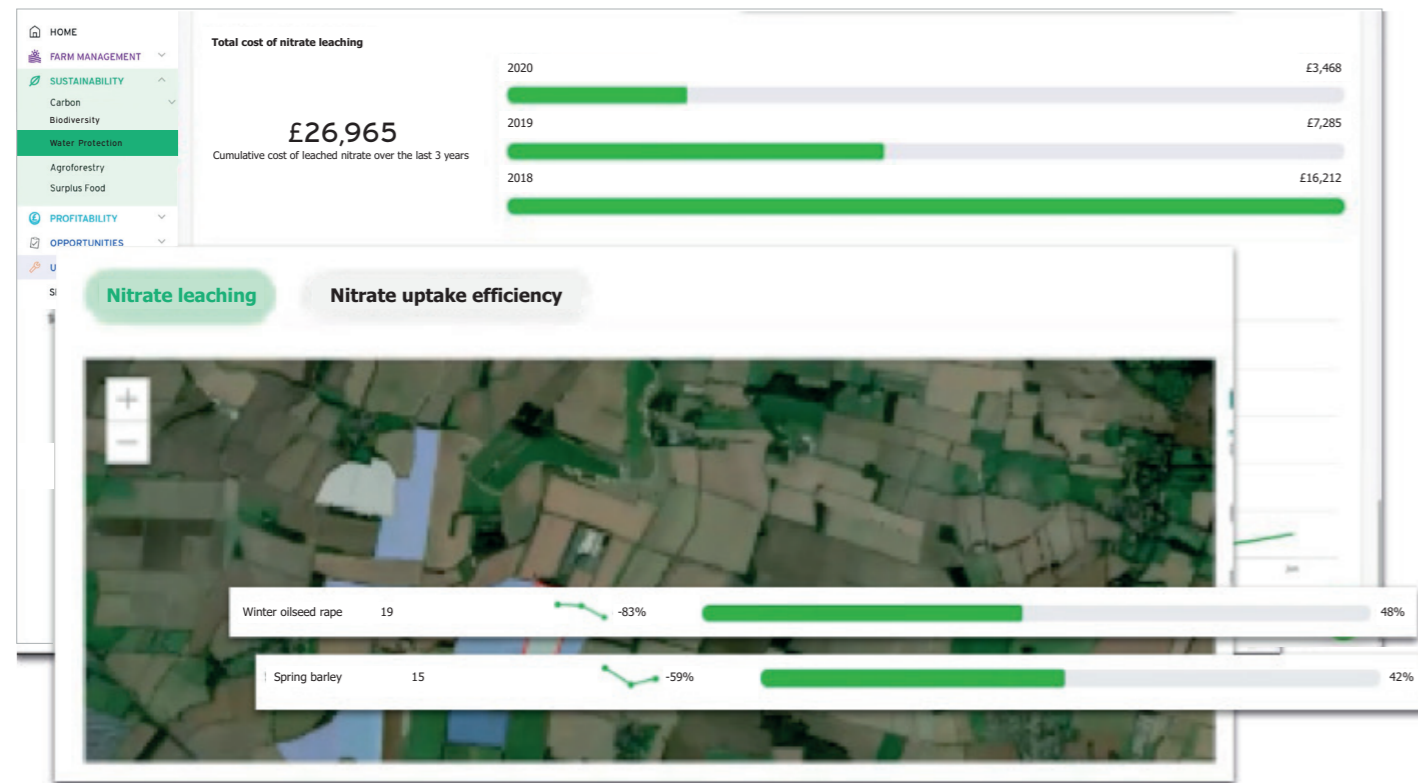 HOME
FARM MANAGEMENT
SUSTAINABILITY
Carbon
Biodiversity
Water Protection
Agroforestry
Surplus Food
PROFITABILITY
OPPORTUNITIES
Total cost of nitrate leaching
£26,965
Cumulative cost of leached nitrate over the last 3 years
2020 £3,468
2019 £7,285
2018 £16,212
Nitrate leaching Nitrate uptake efficiency
+
−
Winter oilseed rape 19 -83% 48%
Spring barley 15 -59% 42%